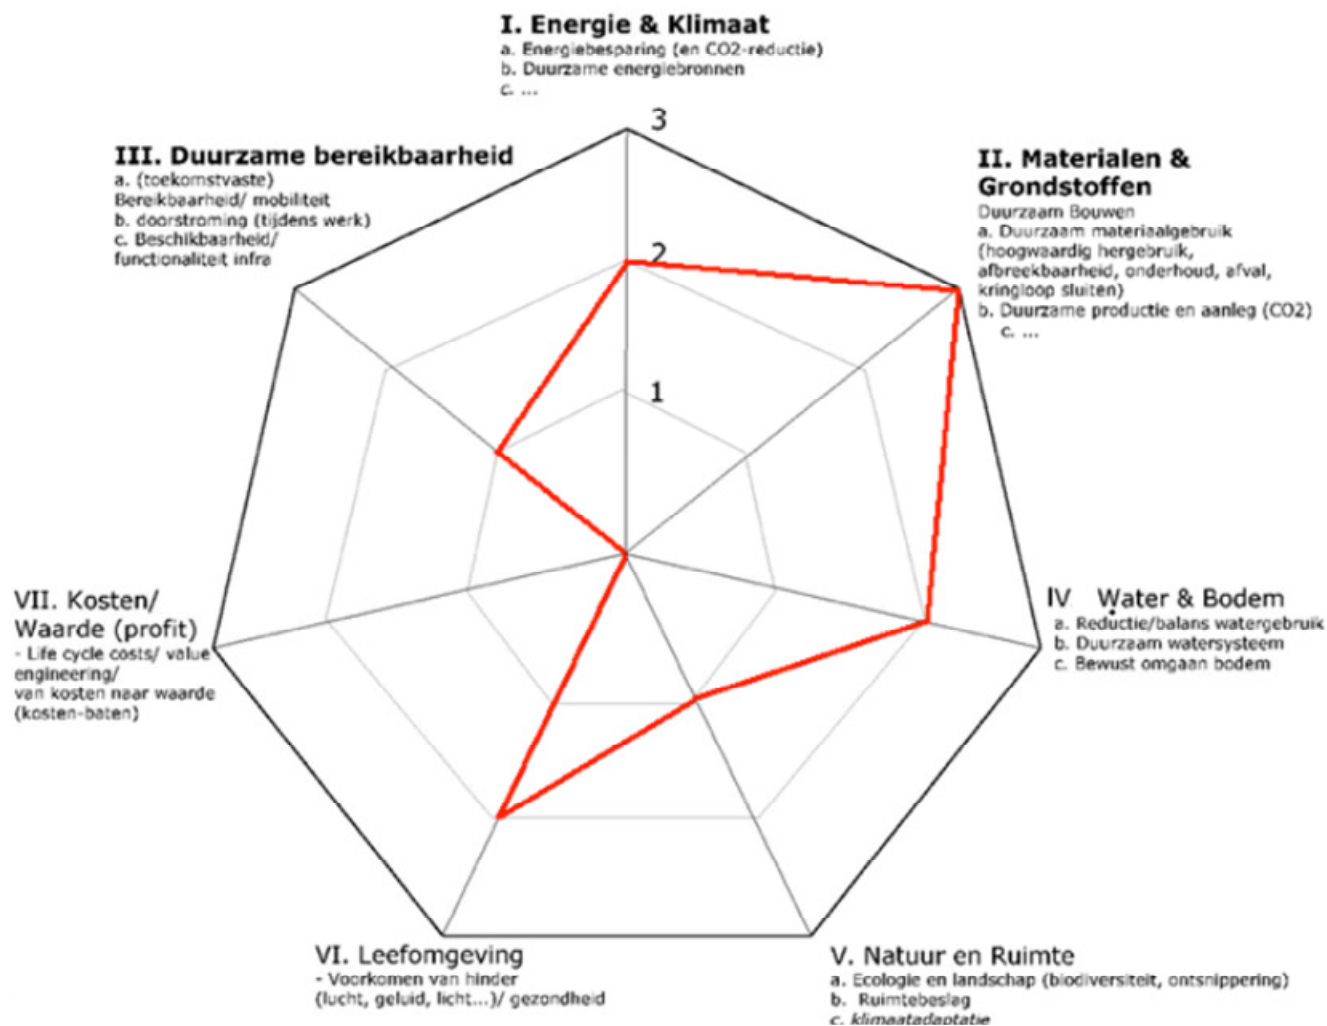 I. Energie & Klimaat
a. Energiebesparing (en CO2-reductie)
b. Duurzame energiebronnen
c. ...
3
2
1
III. Duurzame bereikbaarheid
a. (toekomstvaste)
Bereikbaarheid/ mobiliteit
b. doorstroming (tijdens werk)
c. Beschikbaarheid/
functionaliteit infra
II. Materialen &
Grondstoffen
Duurzaam Bouwen
a. Duurzaam materiaalgebruik
(hoogwaardig hergebruik,
afbreekbaarheid, onderhoud, afval,
kringloop sluiten)
b. Duurzame productie en aanleg (CO2)
c. ...
IV. Water & Bodem
a. Reductie/balans watergebruik
b. Duurzaam watersysteem
c. Bewust omgaan bodem
VII. Kosten/
Waarde (profit)
- Life cycle costs/ value
engineering/
van kosten naar waarde
(kosten-baten)
VI. Leefomgeving
- Voorkomen van hinder
(lucht, geluid, licht...)/ gezondheid
V. Natuur en Ruimte
a. Ecologie en landschap (biodiversiteit, ontsnippering)
b. Ruimtebeslag
c. klimaatadaptatie